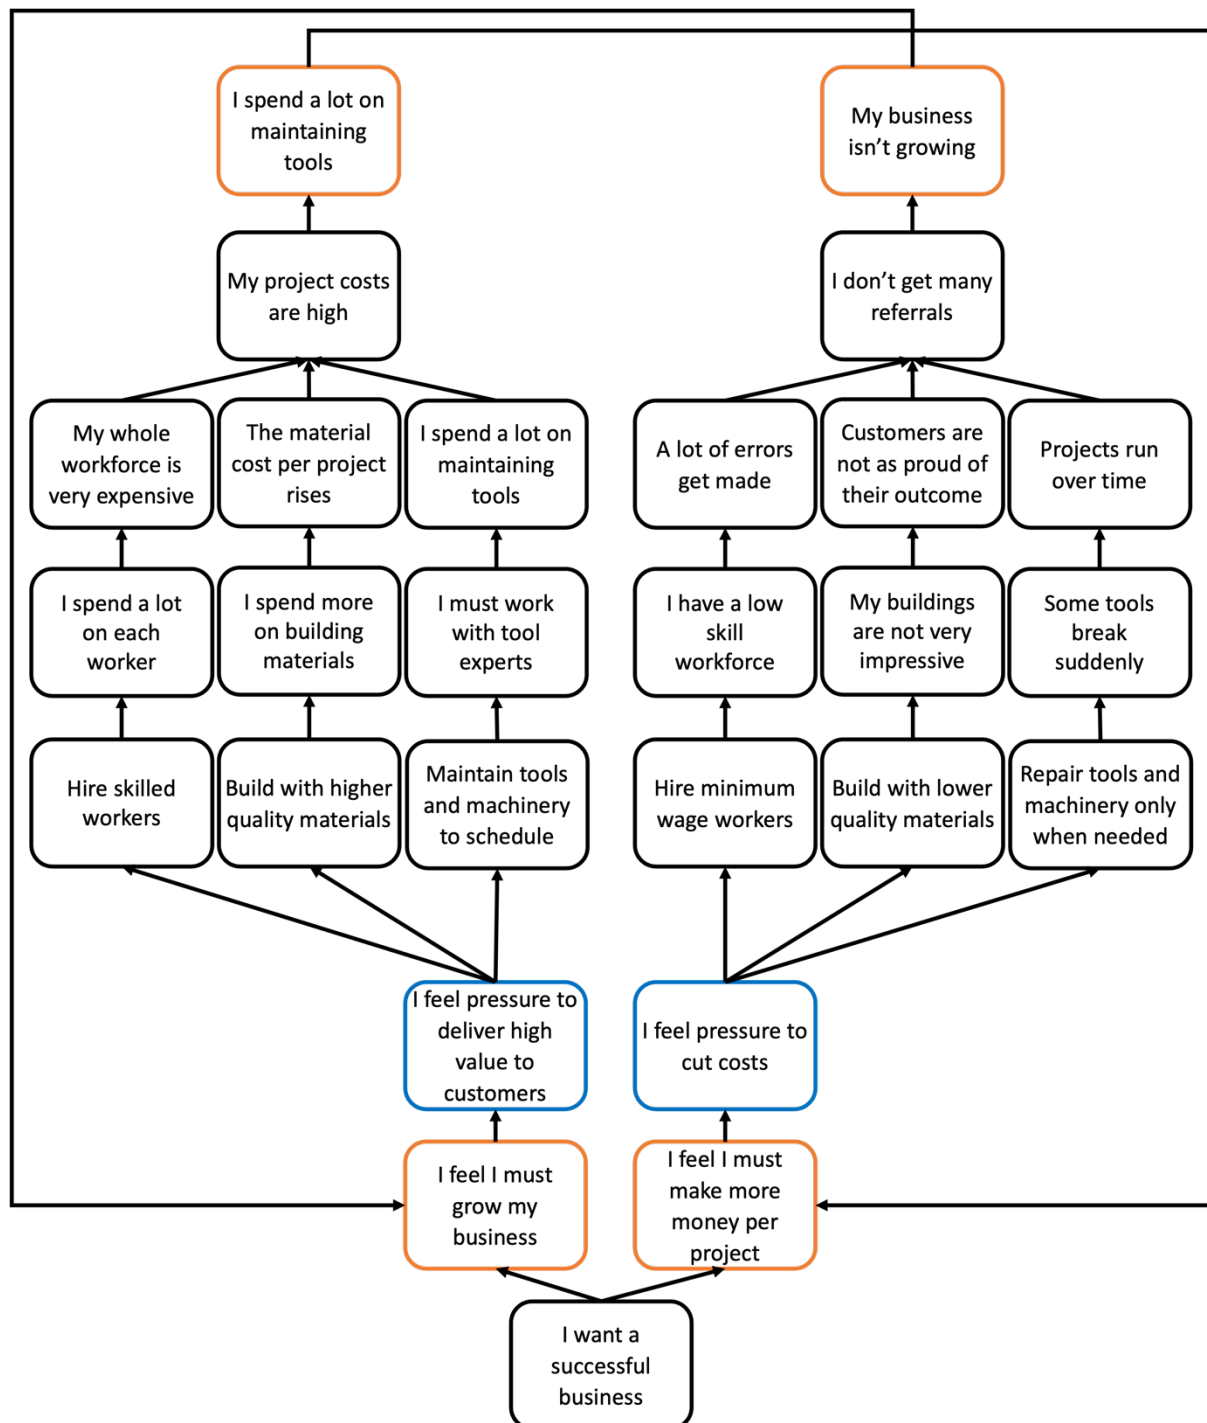 I spend a lot on
maintaining
tools
My business
isn't growing
My project costs
are high
I don't get many
referrals
My whole
workforce is
very expensive
The material
cost per project
rises
I spend a lot on
maintaining
tools
A lot of errors
get made
Customers are
not as proud of
their outcome
Projects run
over time
I spend a lot
on each
worker
I spend more
on building
materials
I must work
with tool
experts
I have a low
skill
workforce
My buildings
are not very
impressive
Some tools
break
suddenly
Hire skilled
workers
Build with higher
quality materials
Maintain tools
and machinery
to schedule
Hire minimum
wage workers
Build with lower
quality materials
Repair tools and
machinery only
when needed
I feel pressure to
deliver high
value to
customers
I feel pressure to
cut costs
I feel I must
grow my
business
I feel I must
make more
money per
project
I want a
successful
business